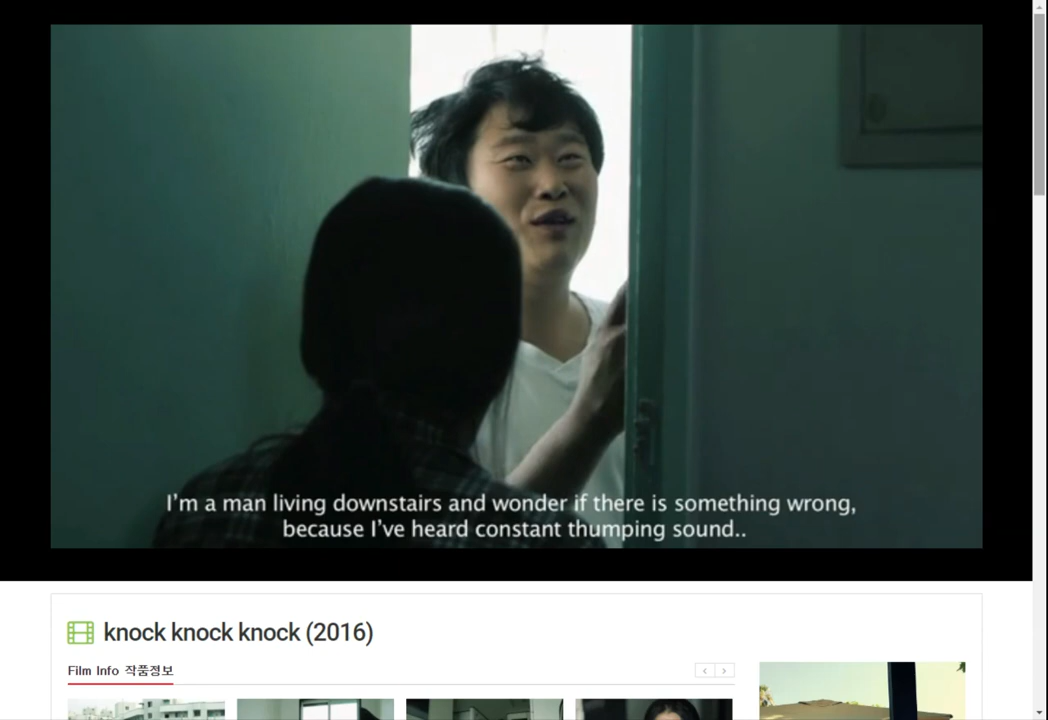 I'm a man living downstairs and wonder if there is something wrong,
because I've heard constant thumping sound..
knock knock knock (2016)
Film Info 작품정보